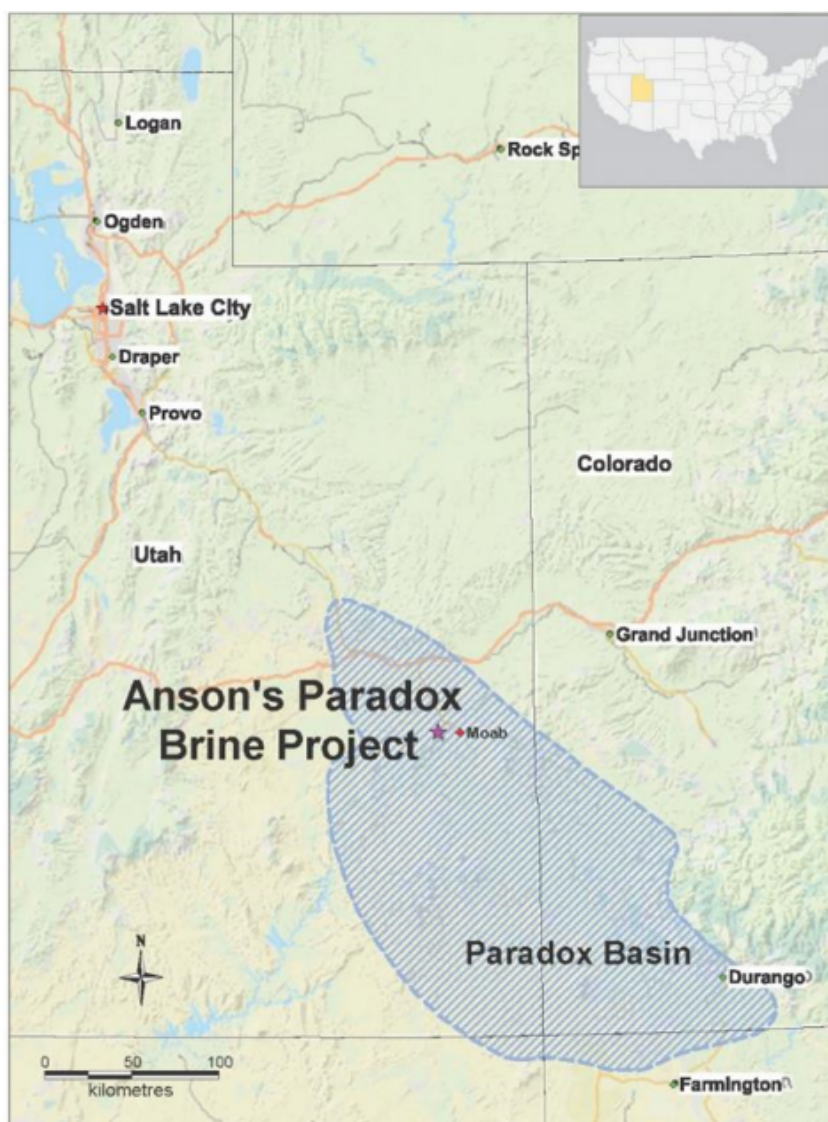 Logan
Rock Sp
Ogden
Salt Lake City
Draper
Provo
Colorado
Utah
Grand Junction
Anson's Paradox
Brine Project
Moab
Paradox Basin
N
Durango
0 50 100
kilometres
Farmington